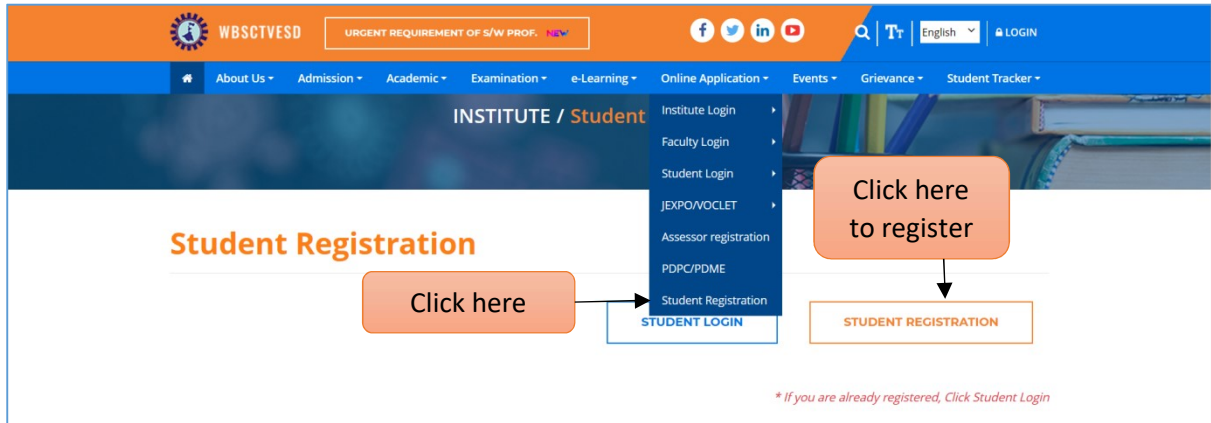 WBSCTVESD
URGENT REQUIREMENT OF S/W PROF. NEW
Tт English LOGIN
About Us Admission Academic Examination e-Learning Online Application Events Grievance Student Tracker
INSTITUTE / Student
Institute Login
Faculty Login
Student Login
JEXPO/VOCLET
Assessor registration
PDPC/PDME
Student Registration
Click here
to register
Student Registration
Click here
STUDENT LOGIN
STUDENT REGISTRATION
* If you are already registered, Click Student Login